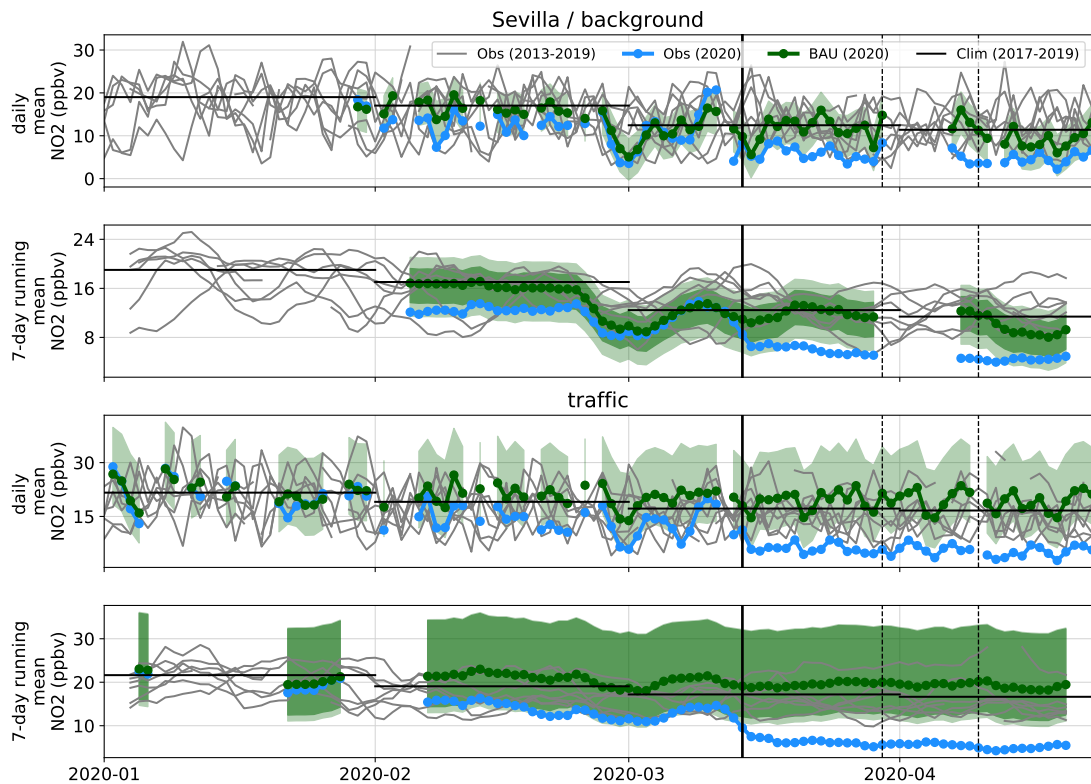 Sevilla / background
Obs (2013-2019) Obs (2020) BAU (2020) Clim (2017-2019)
daily
mean
NO2 (ppbv)
30
20
10
0
7-day running
mean
NO2 (ppbv)
24
16
8
traffic
daily
mean
NO2 (ppbv)
30
15
7-day running
mean
NO2 (ppbv)
30
20
10
2020-01 2020-02 2020-03 2020-04